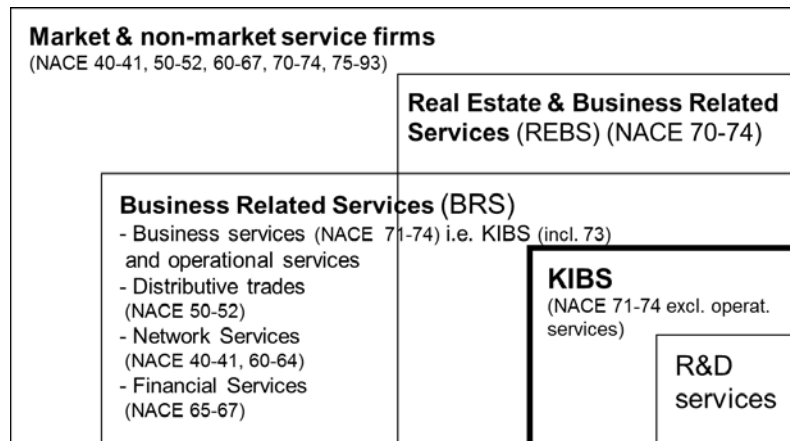 Market & non-market service firms
(NACE 40-41, 50-52, 60-67, 70-74, 75-93)
Real Estate & Business Related
Services (REBS) (NACE 70-74)
Business Related Services (BRS)
- Business services (NACE 71-74) i.e. KIBS (incl. 73)
and operational services
- Distributive trades
(NACE 50-52)
- Network Services
(NACE 40-41, 60-64)
- Financial Services
(NACE 65-67)
KIBS
(NACE 71-74 excl. operat.
services)
R&D
services